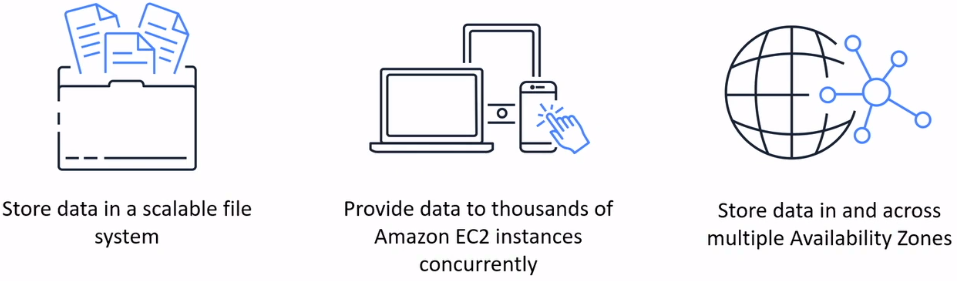 Store data in a scalable file
system
Provide data to thousands of
Amazon EC2 instances
concurrently
Store data in and across
multiple Availability Zones